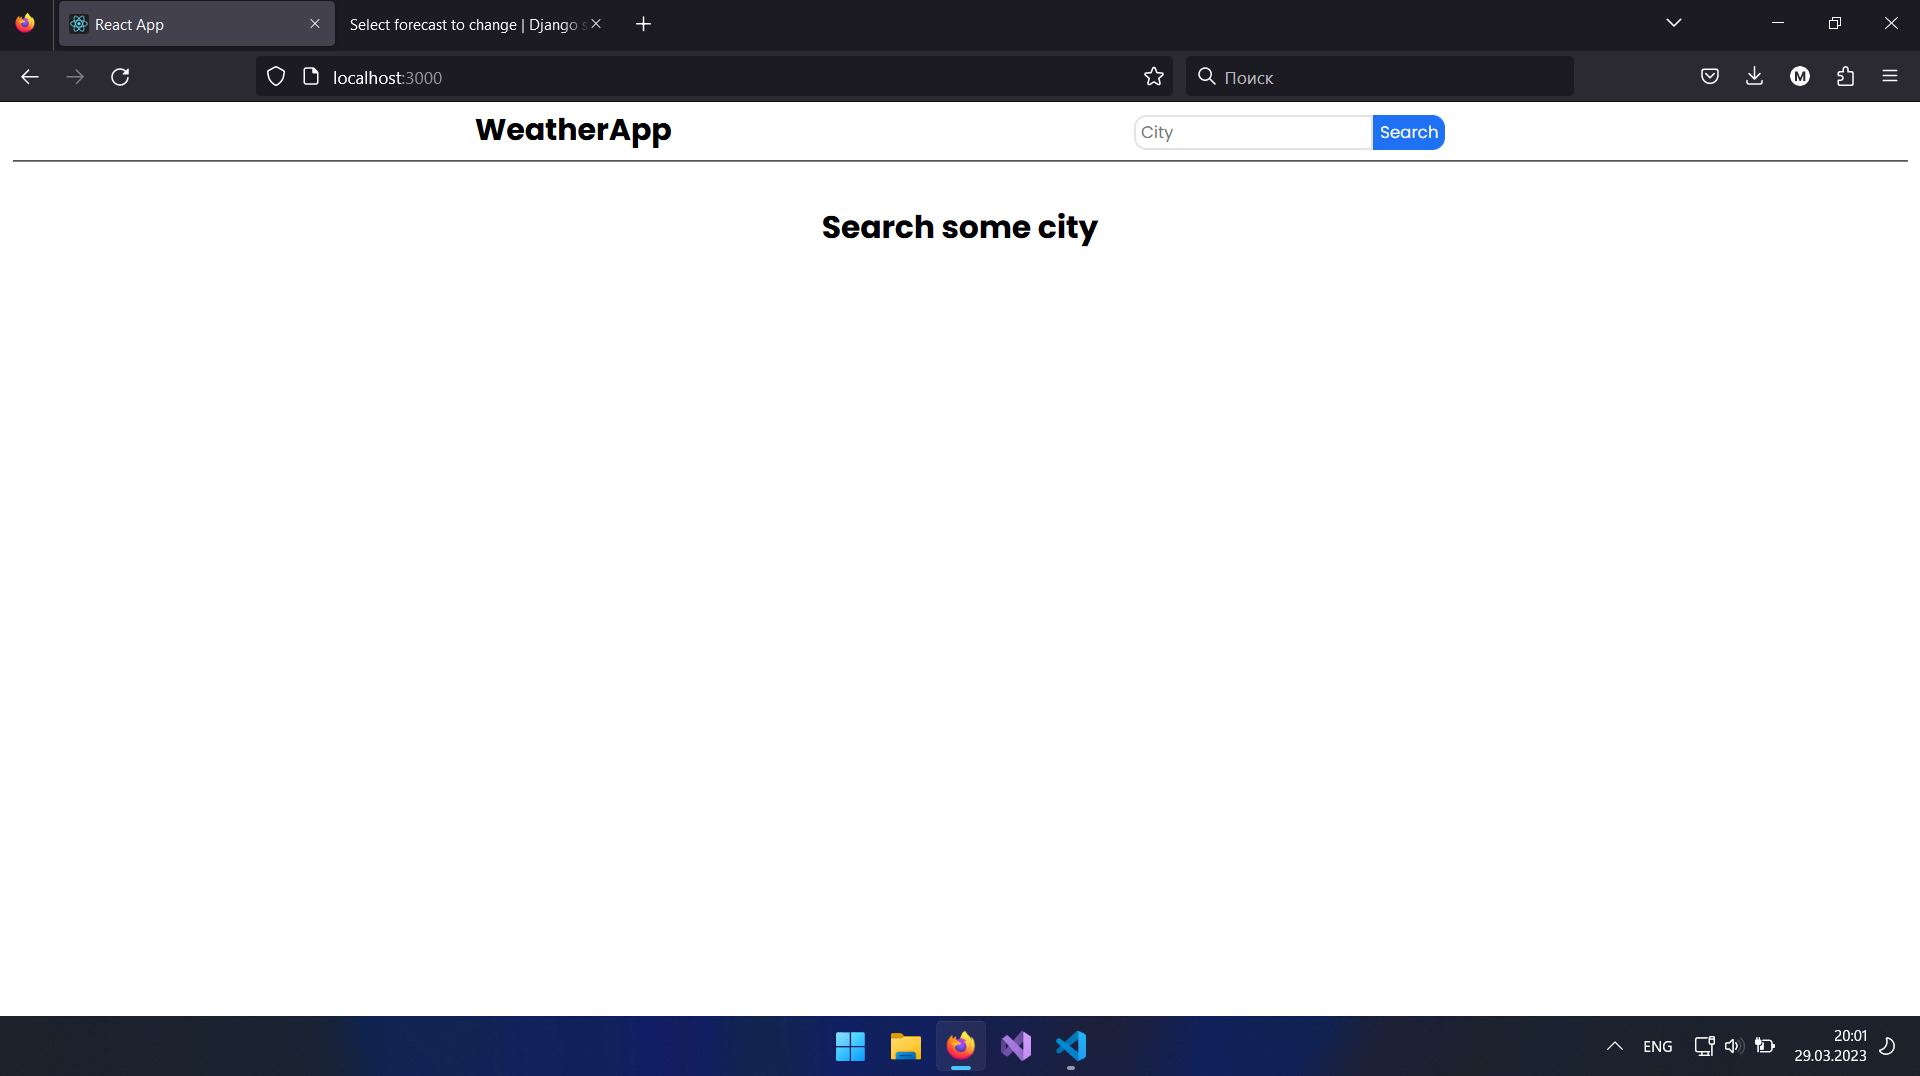 React App
Select forecast to change | Django s
localhost:3000
Поиск
M
WeatherApp
City
Search
Search some city
ENG
20:01
29.03.2023